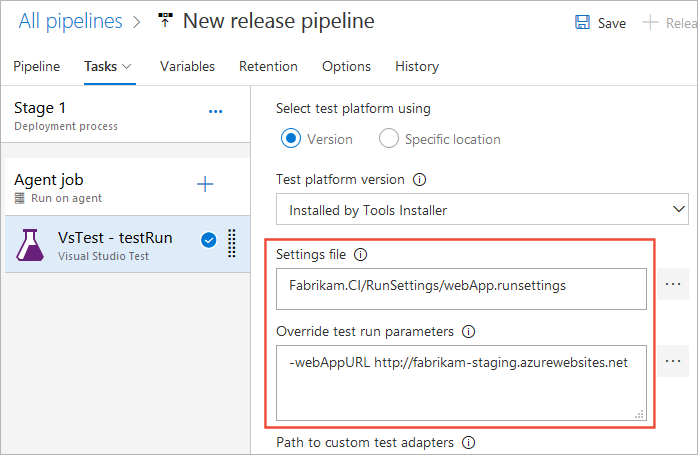 All pipelines > New release pipeline
Save
+ Relea
Pipeline
Tasks
Variables
Retention
Options
History
Stage 1
Deployment process
...
Agent job
Run on agent
+
VsTest - testRun
Visual Studio Test
Select test platform using
Version
Specific location
Test platform version
Installed by Tools Installer
Settings file
Fabrikam.CI/RunSettings/webApp.runsettings
...
Override test run parameters
-webAppURL http://fabrikam-staging.azurewebsites.net
...
Path to custom test adapters